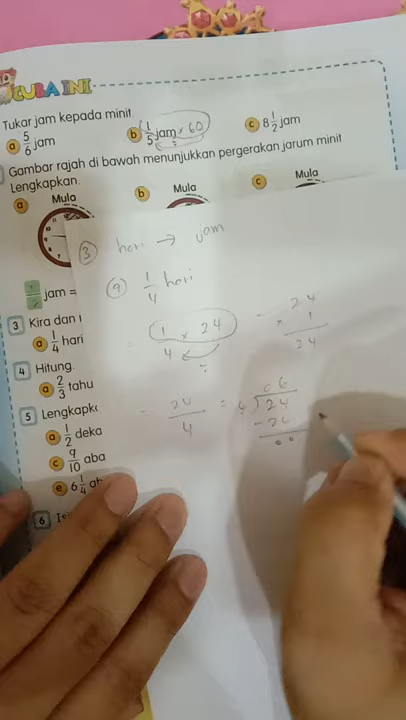 CUBA INI
Tukar jam kepada minit.
a 5/6 jam
b 1/5 jam × 60 ÷
c 8 1/2 jam
Gambar rajah di bawah menunjukkan pergerakan jarum minit.
Lengkapkan.
a Mula
b Mula
c Mula
jam =
3 Kira dan
a 1/4 hari
4 Hitung.
a 2/3 tahu
5 Lengkapk
a 1/2 deka
c 9/10 aba
e 6 1/4 ab
6
3 hari → jam
a 1/4 hari
= 1/4 × 24 ÷
24
× 1
24
= 24/4 =
06
4 ) 24
- 24
00